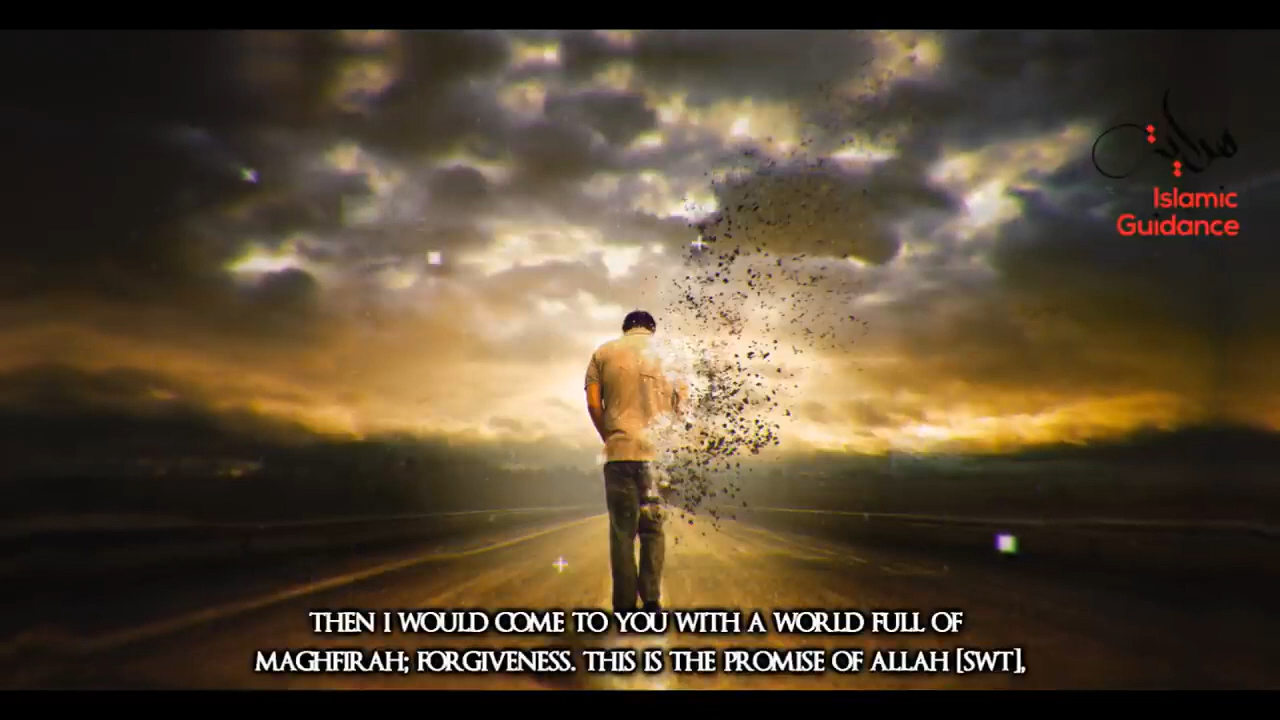 هداية
Islamic
Guidance
THEN I WOULD COME TO YOU WITH A WORLD FULL OF
MAGHFIRAH; FORGIVENESS. THIS IS THE PROMISE OF ALLAH [SWT],